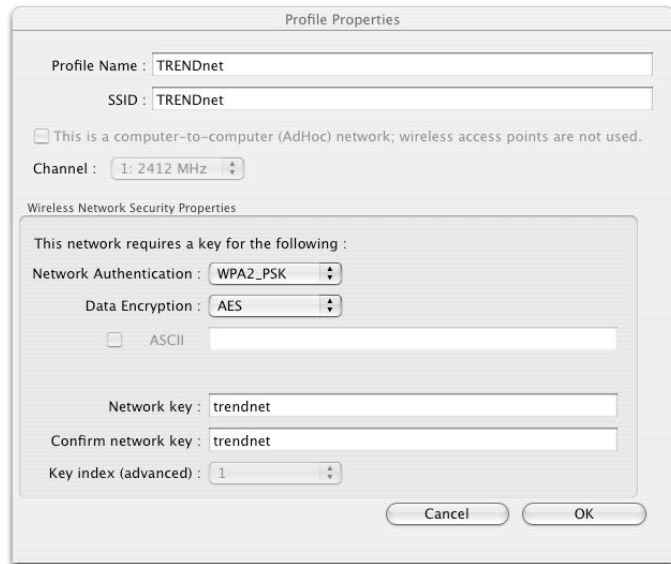 Profile Properties
Profile Name : TRENDnet
SSID : TRENDnet
This is a computer-to-computer (AdHoc) network; wireless access points are not used.
Channel : 1: 2412 MHz
Wireless Network Security Properties
This network requires a key for the following :
Network Authentication : WPA2_PSK
Data Encryption : AES
ASCII
Network key : trendnet
Confirm network key : trendnet
Key index (advanced) : 1
Cancel OK